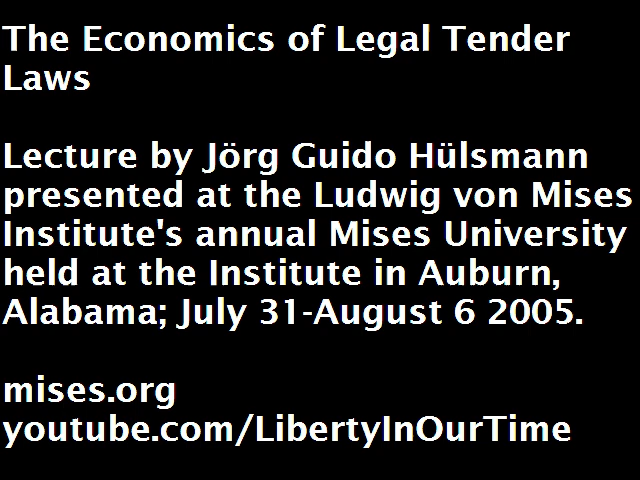 The Economics of Legal Tender
Laws
Lecture by Jörg Guido Hülsmann
presented at the Ludwig von Mises
Institute's annual Mises University
held at the Institute in Auburn,
Alabama; July 31-August 6 2005.
mises.org
youtube.com/LibertyInOurTime